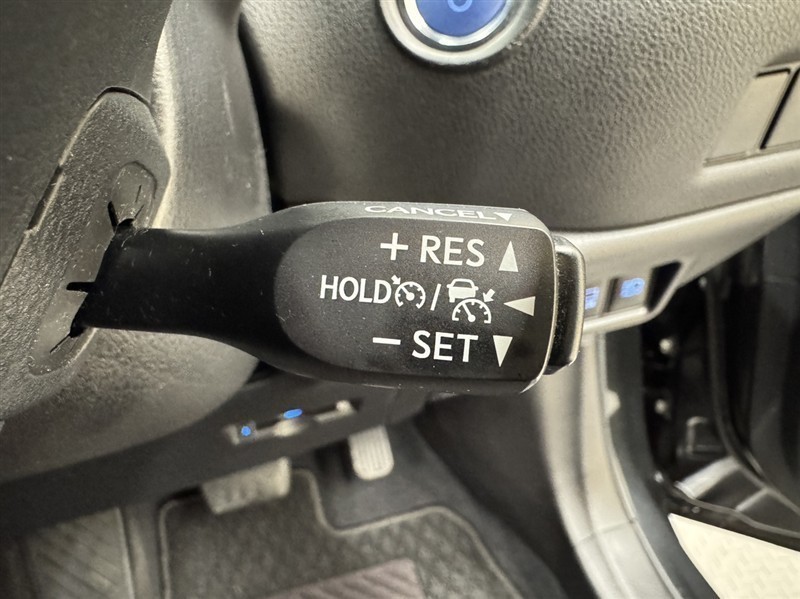 CANCEL▼
+ RES ▲
HOLD / ◀
− SET ▼